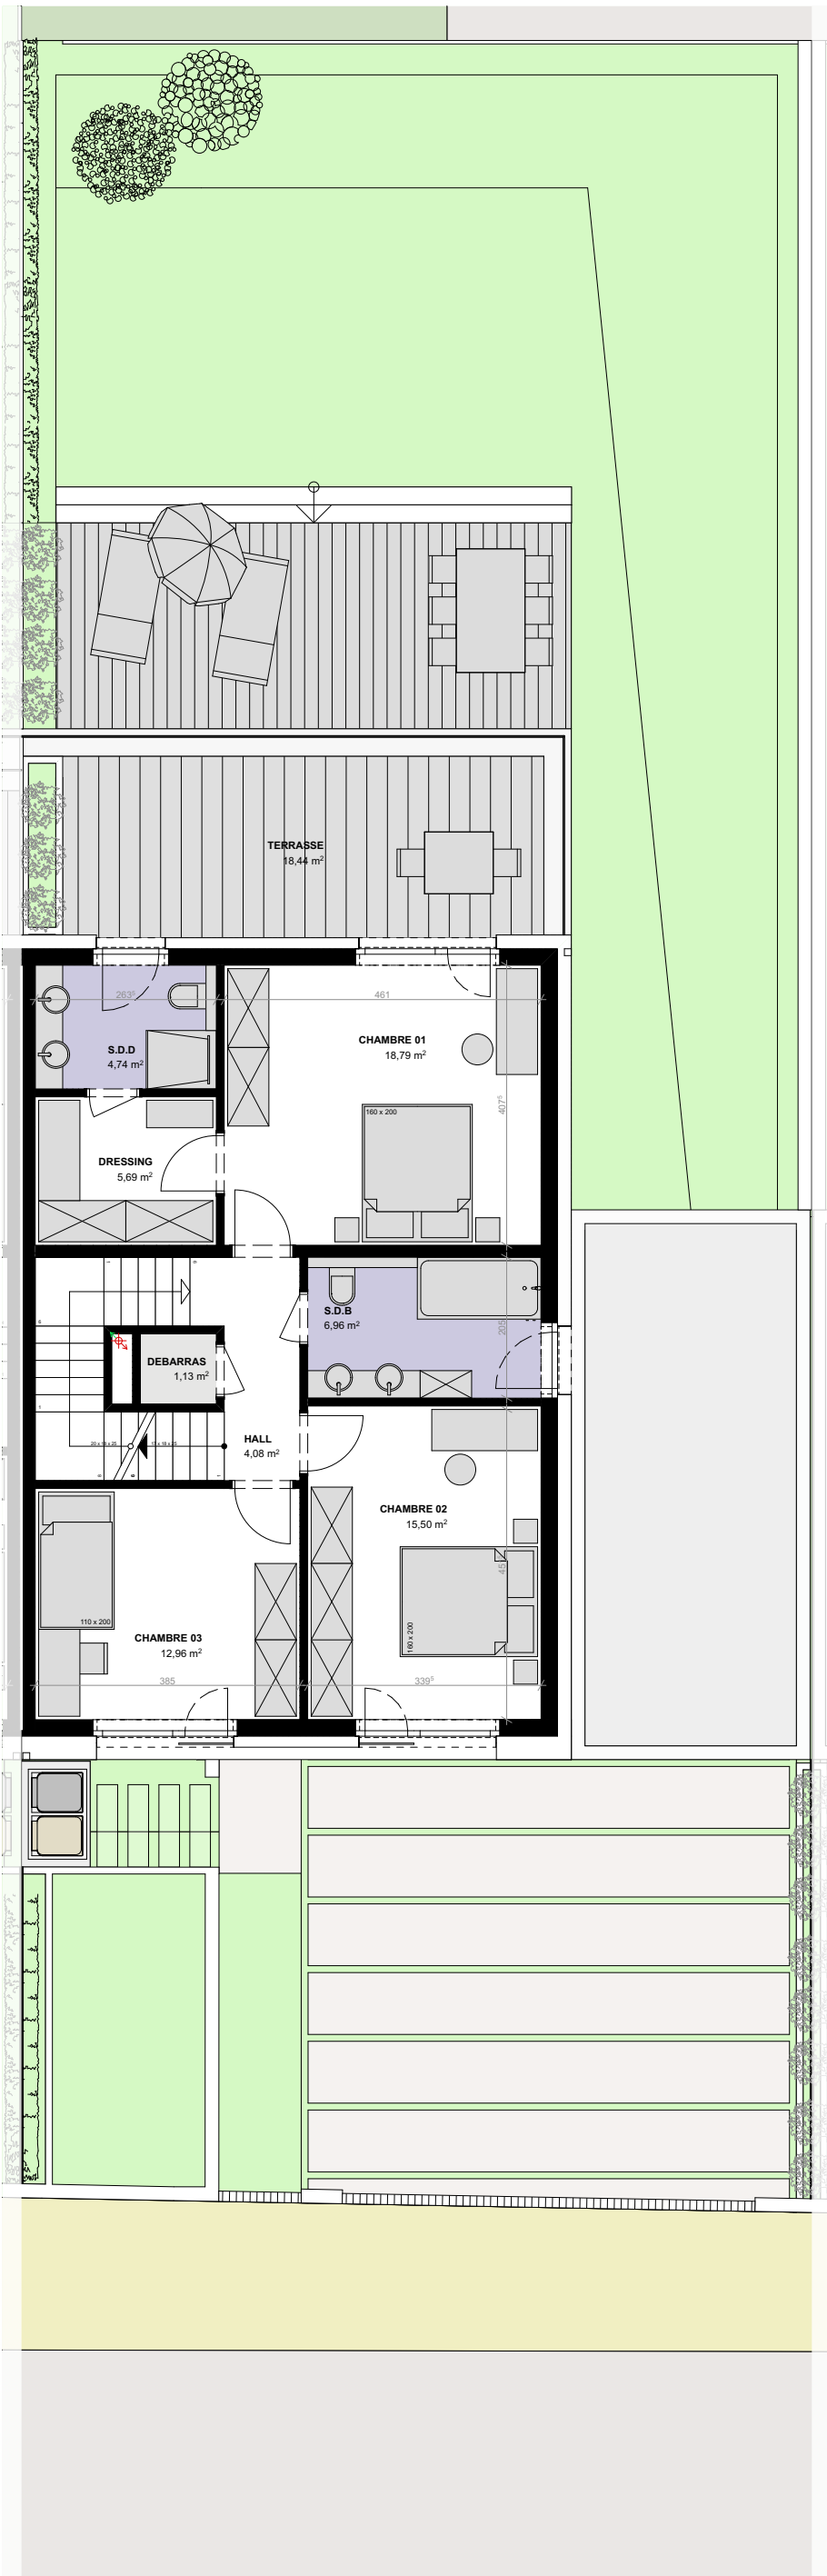 TERRASSE
18,44 m²
263⁵
461
CHAMBRE 01
18,79 m²
S.D.D
4,74 m²
407⁵
160 x 200
DRESSING
5,69 m²
S.D.B
6,96 m²
205
DEBARRAS
1,13 m²
HALL
4,08 m²
CHAMBRE 02
15,50 m²
160 x 200
110 x 200
CHAMBRE 03
12,96 m²
385
339⁵